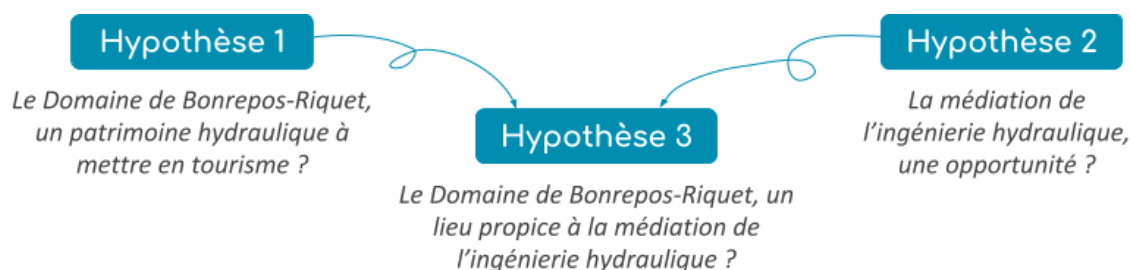 Hypothèse 1
Le Domaine de Bonrepos-Riquet,
un patrimoine hydraulique à
mettre en tourisme ?
Hypothèse 2
La médiation de
l'ingénierie hydraulique,
une opportunité ?
Hypothèse 3
Le Domaine de Bonrepos-Riquet, un
lieu propice à la médiation de
l'ingénierie hydraulique ?